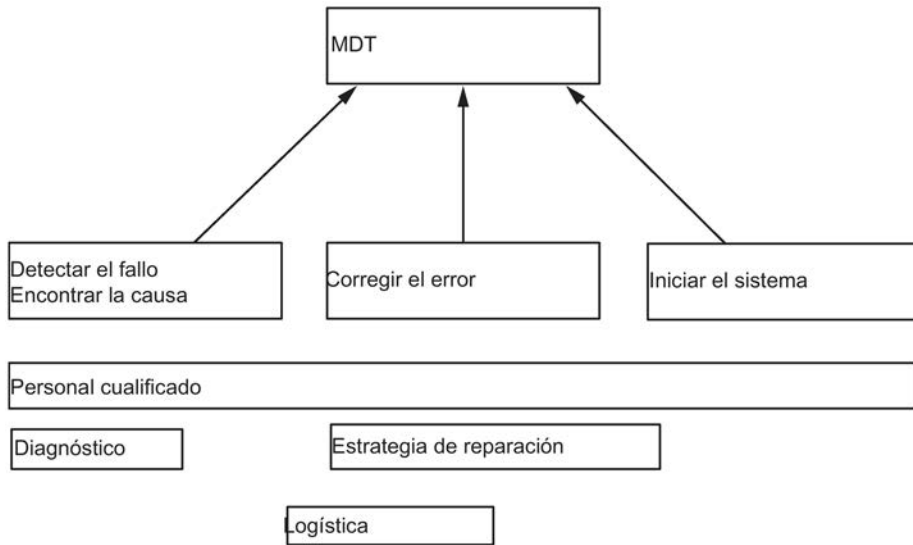 MDT
Detectar el fallo
Encontrar la causa
Corregir el error
Iniciar el sistema
Personal cualificado
Diagnóstico
Estrategia de reparación
Logística